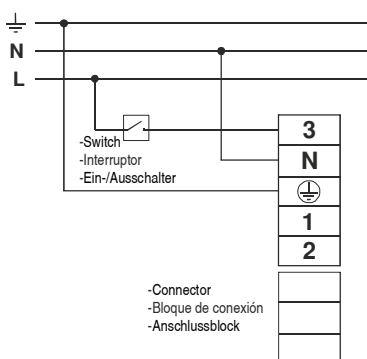 N
L
-Switch
-Interruptor
-Ein-/Ausschalter
3
N
1
2
-Connector
-Bloque de conexión
-Anschlussblock